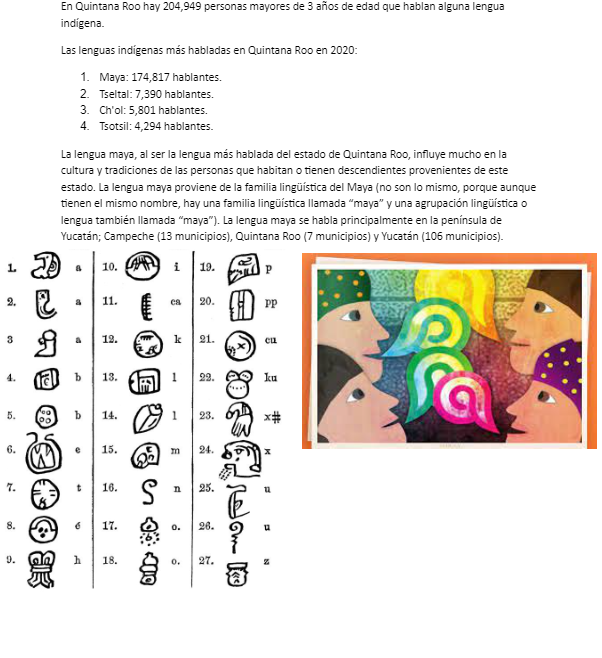 En Quintana Roo hay 204,949 personas mayores de 3 años de edad que hablan alguna lengua
indígena.
Las lenguas indígenas más habladas en Quintana Roo en 2020:
1. Maya: 174,817 hablantes.
2. Tseltal: 7,390 hablantes.
3. Ch'ol: 5,801 hablantes.
4. Tsotsil: 4,294 hablantes.
La lengua maya, al ser la lengua más hablada del estado de Quintana Roo, influye mucho en la
cultura y tradiciones de las personas que habitan o tienen descendientes provenientes de este
estado. La lengua maya proviene de la familia lingüística del Maya (no son lo mismo, porque aunque
tienen el mismo nombre, hay una familia lingüística llamada "maya" y una agrupación lingüística o
lengua también llamada "maya"). La lengua maya se habla principalmente en la península de
Yucatán; Campeche (13 municipios), Quintana Roo (7 municipios) y Yucatán (106 municipios).
1. a 10. i 19. p
2. a 11. ca 20. pp
3 a 12. k 21. cu
4. b 13. l 22. ku
5. b 14. l 23. x#
6. e 15. m 24. x
7. t 16. n 25. u
8. é 17. o. 26. u
9. h 18. o. 27. z